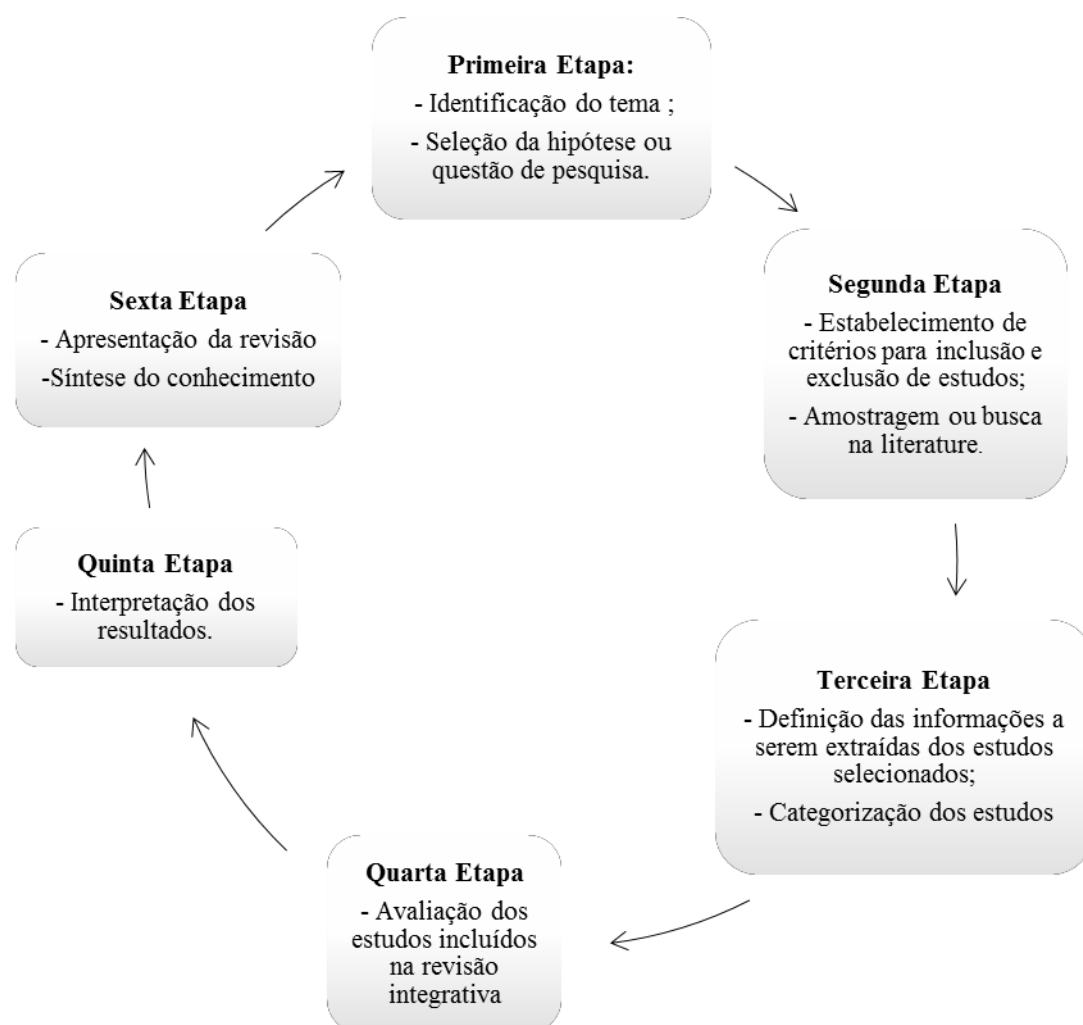 Primeira Etapa:
- Identificação do tema ;
- Seleção da hipótese ou
questão de pesquisa.
Segunda Etapa
- Estabelecimento de
critérios para inclusão e
exclusão de estudos;
- Amostragem ou busca
na literature.
Terceira Etapa
- Definição das informações a
serem extraídas dos estudos
selecionados;
- Categorização dos estudos
Quarta Etapa
- Avaliação dos
estudos incluídos
na revisão
integrativa
Quinta Etapa
- Interpretação dos
resultados.
Sexta Etapa
- Apresentação da revisão
-Síntese do conhecimento